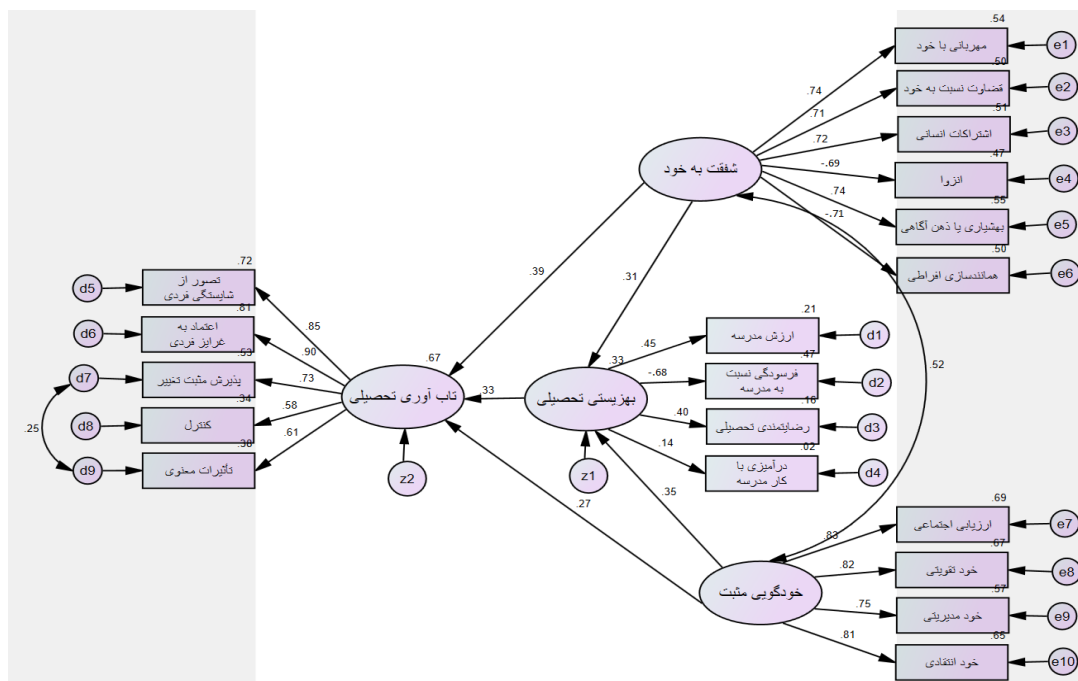 .54
مهربانی با خود
e1
.74
.50
قضاوت نسبت به خود
e2
.71
.51
اشتراکات انسانی
e3
.72
.47
انزوا
e4
-.69
.55
بهشیاری یا ذهن آگاهی
e5
.74
.50
همانندسازی افراطی
e6
-.71
شفقت به خود
.39
.31
.52
.72
تصور از
شایستگی فردی
d5
.85
.81
اعتماد به
غرایز فردی
d6
.90
.53
پذیرش مثبت تغییر
d7
.73
.34
کنترل
d8
.58
.38
تأثیرات معنوی
d9
.61
.25
.67
تاب آوری تحصیلی
z2
.33
.33
بهزیستی تحصیلی
z1
.21
ارزش مدرسه
d1
.45
.47
فرسودگی نسبت
به مدرسه
d2
-.68
.16
رضایتمندی تحصیلی
d3
.40
.02
درآمیزی با
کار مدرسه
d4
.14
.35
.27
خودگویی مثبت
.69
ارزیابی اجتماعی
e7
.83
.67
خود تقویتی
e8
.82
.57
خود مدیریتی
e9
.75
.65
خود انتقادی
e10
.81